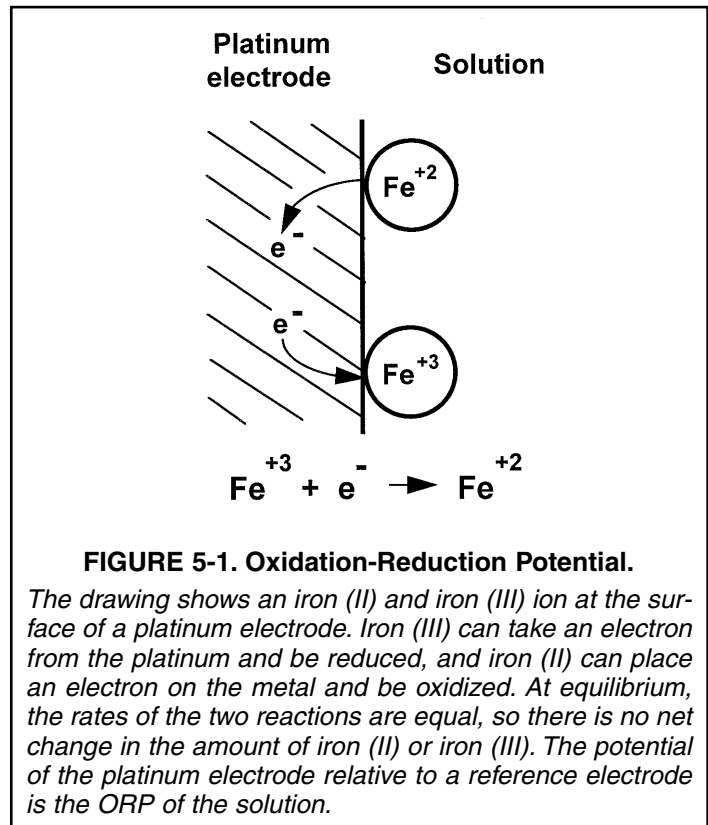 Platinum
electrode
Solution
Fe+2
e-
e-
Fe+3
Fe+3 + e- → Fe+2
FIGURE 5-1. Oxidation-Reduction Potential.
The drawing shows an iron (II) and iron (III) ion at the sur-
face of a platinum electrode. Iron (III) can take an electron
from the platinum and be reduced, and iron (II) can place
an electron on the metal and be oxidized. At equilibrium,
the rates of the two reactions are equal, so there is no net
change in the amount of iron (II) or iron (III). The potential
of the platinum electrode relative to a reference electrode
is the ORP of the solution.